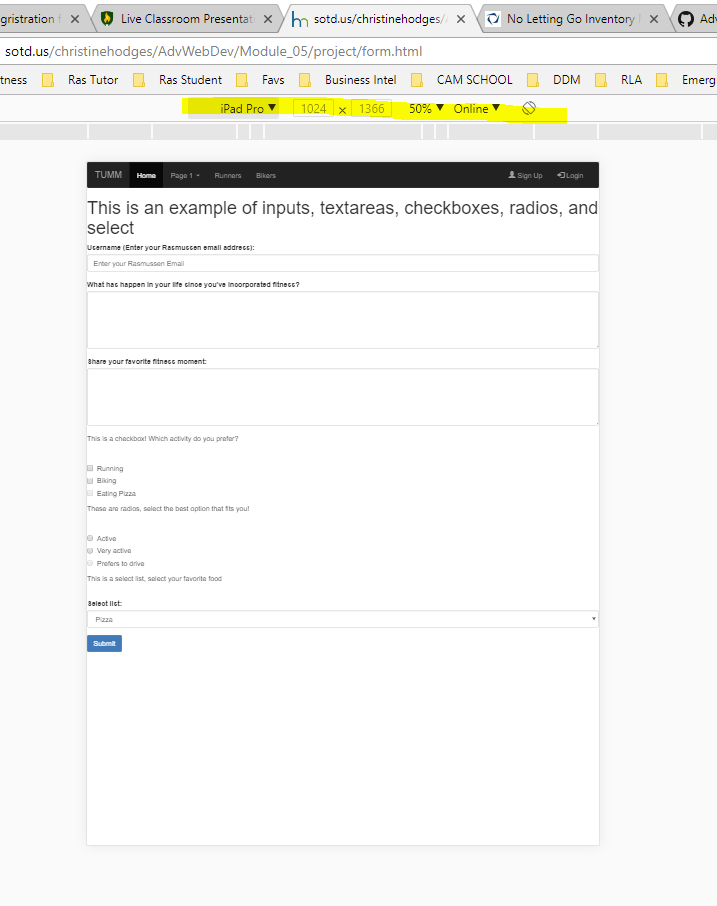 gistration f
Live Classroom Presentat
sotd.us/christinehodges/
No Letting Go Inventory
Adv
sotd.us/christinehodges/AdvWebDev/Module_05/project/form.html
tness Ras Tutor Ras Student Favs Business Intel CAM SCHOOL DDM RLA Emerg
iPad Pro 1024 × 1366 50% Online
TUMM Home Page 1 Runners Bikers Sign Up Login
This is an example of inputs, textareas, checkboxes, radios, and
select
Username (Enter your Rasmussen email address):
Enter your Rasmussen Email
What has happen in your life since you've incorporated fitness?
Share your favorite fitness moment:
This is a checkbox! Which activity do you prefer?
Running
Biking
Eating Pizza
These are radios, select the best option that fits you!
Active
Very active
Prefers to drive
This is a select list, select your favorite food
Select list:
Pizza
Submit